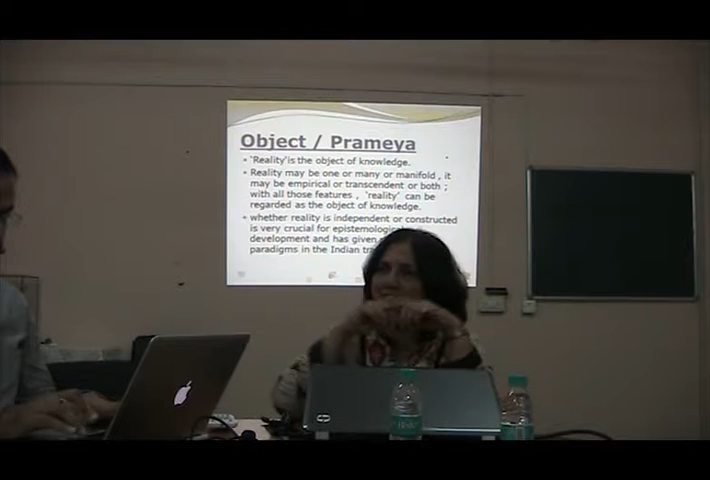 Object / Prameya
• 'Reality'is the object of knowledge.
• Reality may be one or many or manifold , it
may be empirical or transcendent or both ;
with all those features , 'reality' can be
regarded as the object of knowledge.
• whether reality is independent or constructed
is very crucial for epistemological
development and has given
paradigms in the Indian
hp